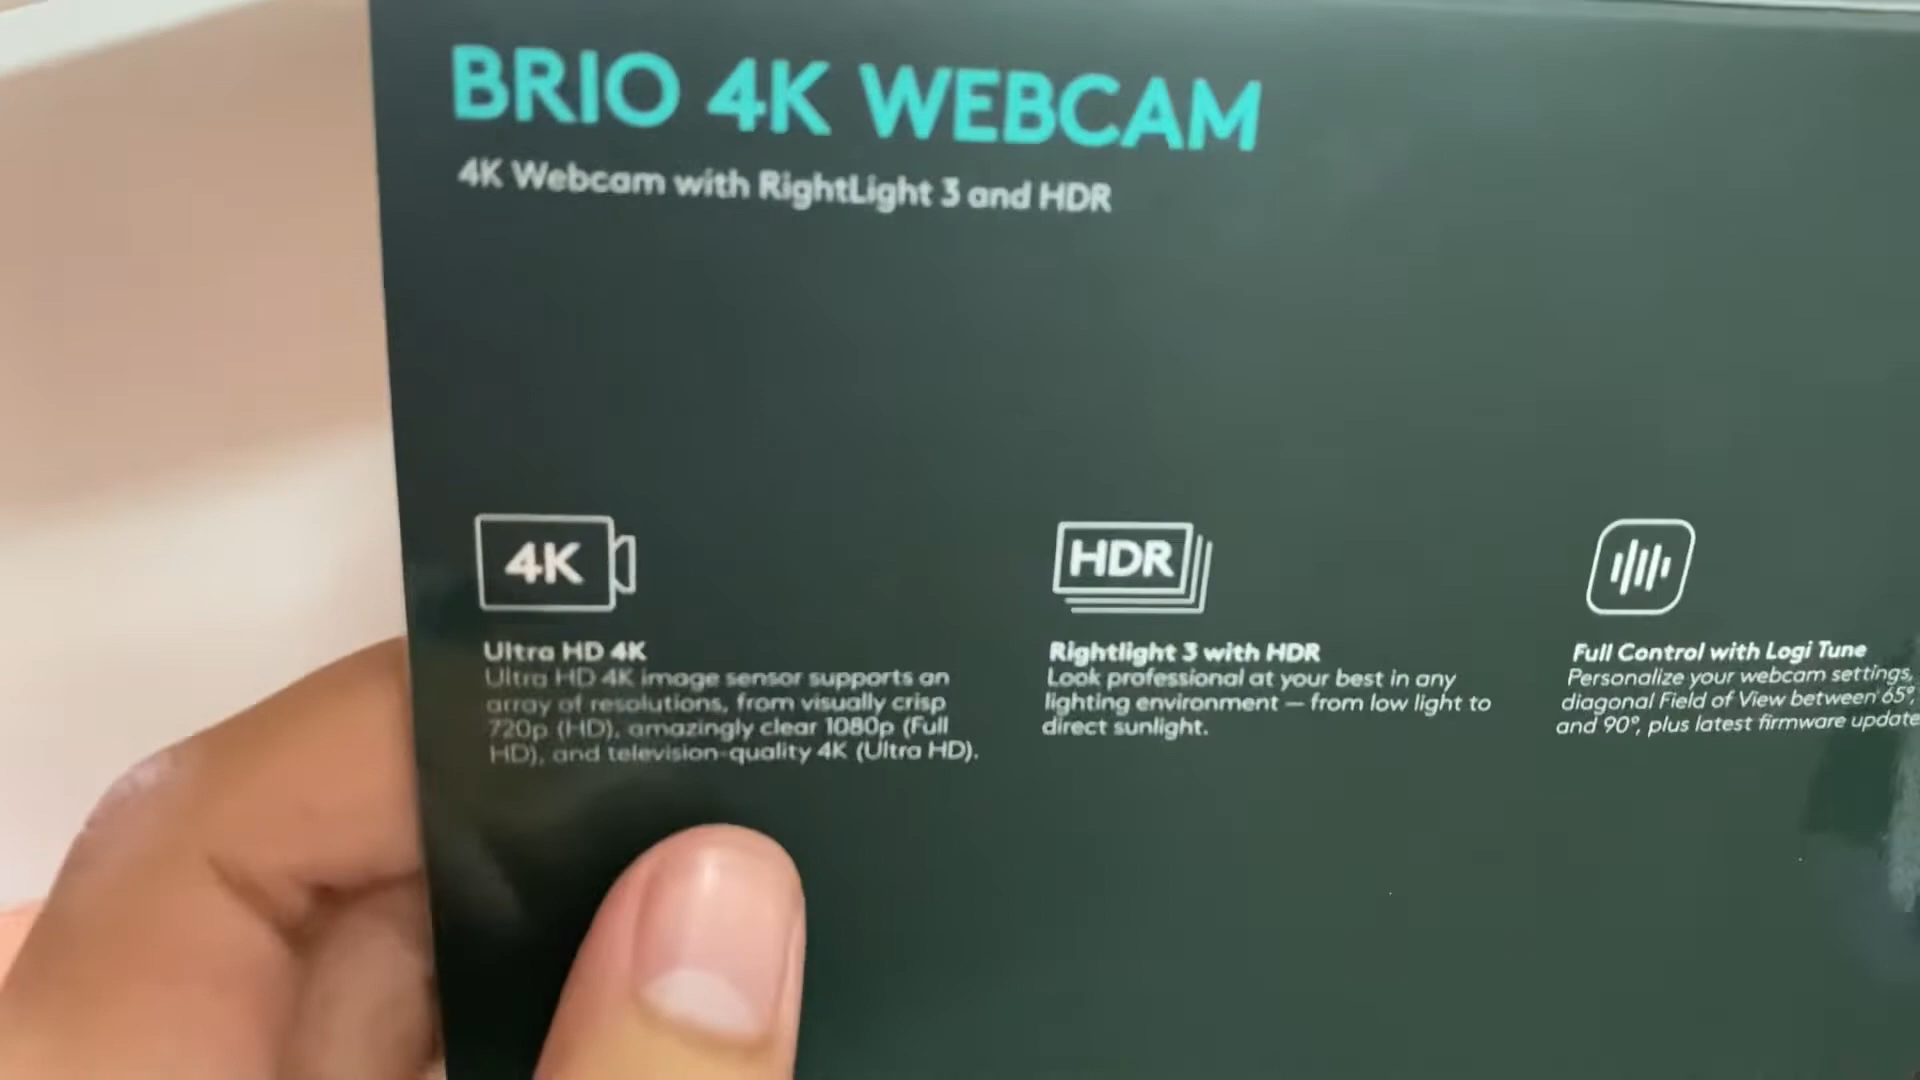 BRIO 4K WEBCAM
4K Webcam with RightLight 3 and HDR
4K
Ultra HD 4K
Ultra HD 4K image sensor supports an
array of resolutions, from visually crisp
720p (HD), amazingly clear 1080p (Full
HD), and television-quality 4K (Ultra HD).
HDR
Rightlight 3 with HDR
Look professional at your best in any
lighting environment — from low light to
direct sunlight.
Full Control with Logi Tune
Personalize your webcam settings,
diagonal Field of View between 65°,
and 90°, plus latest firmware update